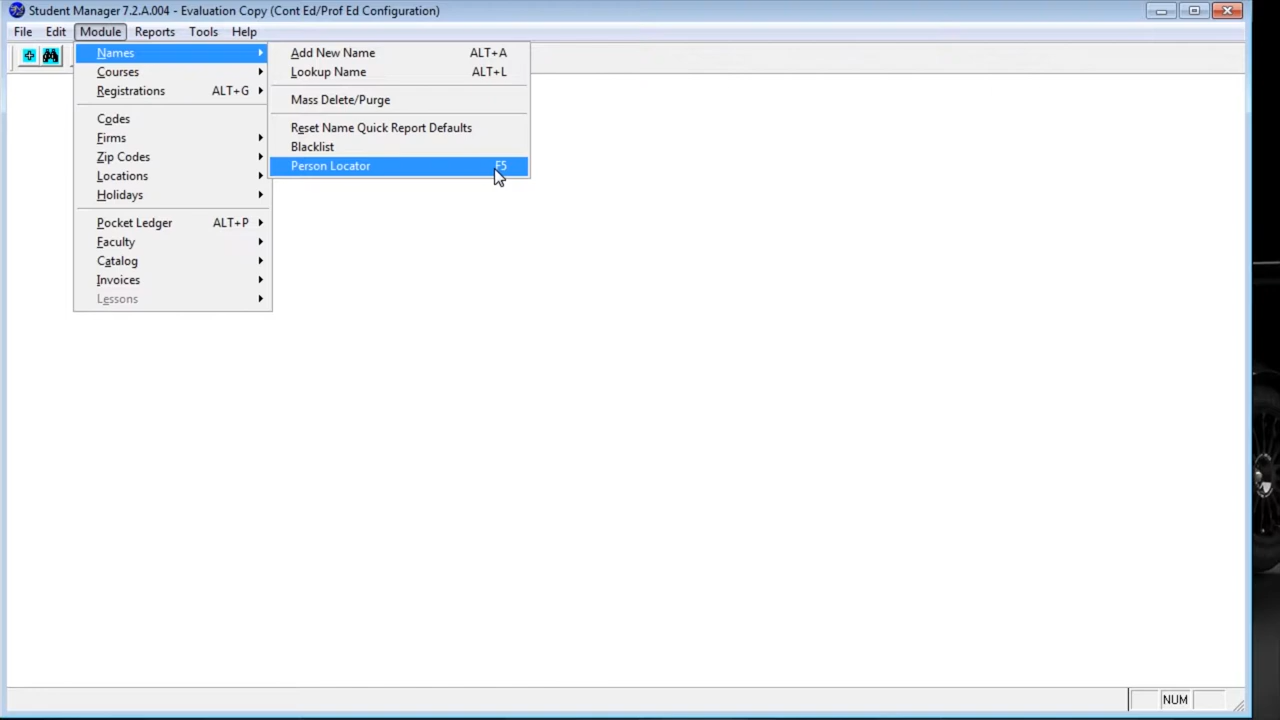 Student Manager 7.2.A.004 - Evaluation Copy (Cont Ed/Prof Ed Configuration)
File Edit Module Reports Tools Help
Names
Courses
Registrations ALT+G
Codes
Firms
Zip Codes
Locations
Holidays
Pocket Ledger ALT+P
Faculty
Catalog
Invoices
Lessons
Add New Name ALT+A
Lookup Name ALT+L
Mass Delete/Purge
Reset Name Quick Report Defaults
Blacklist
Person Locator F5
NUM